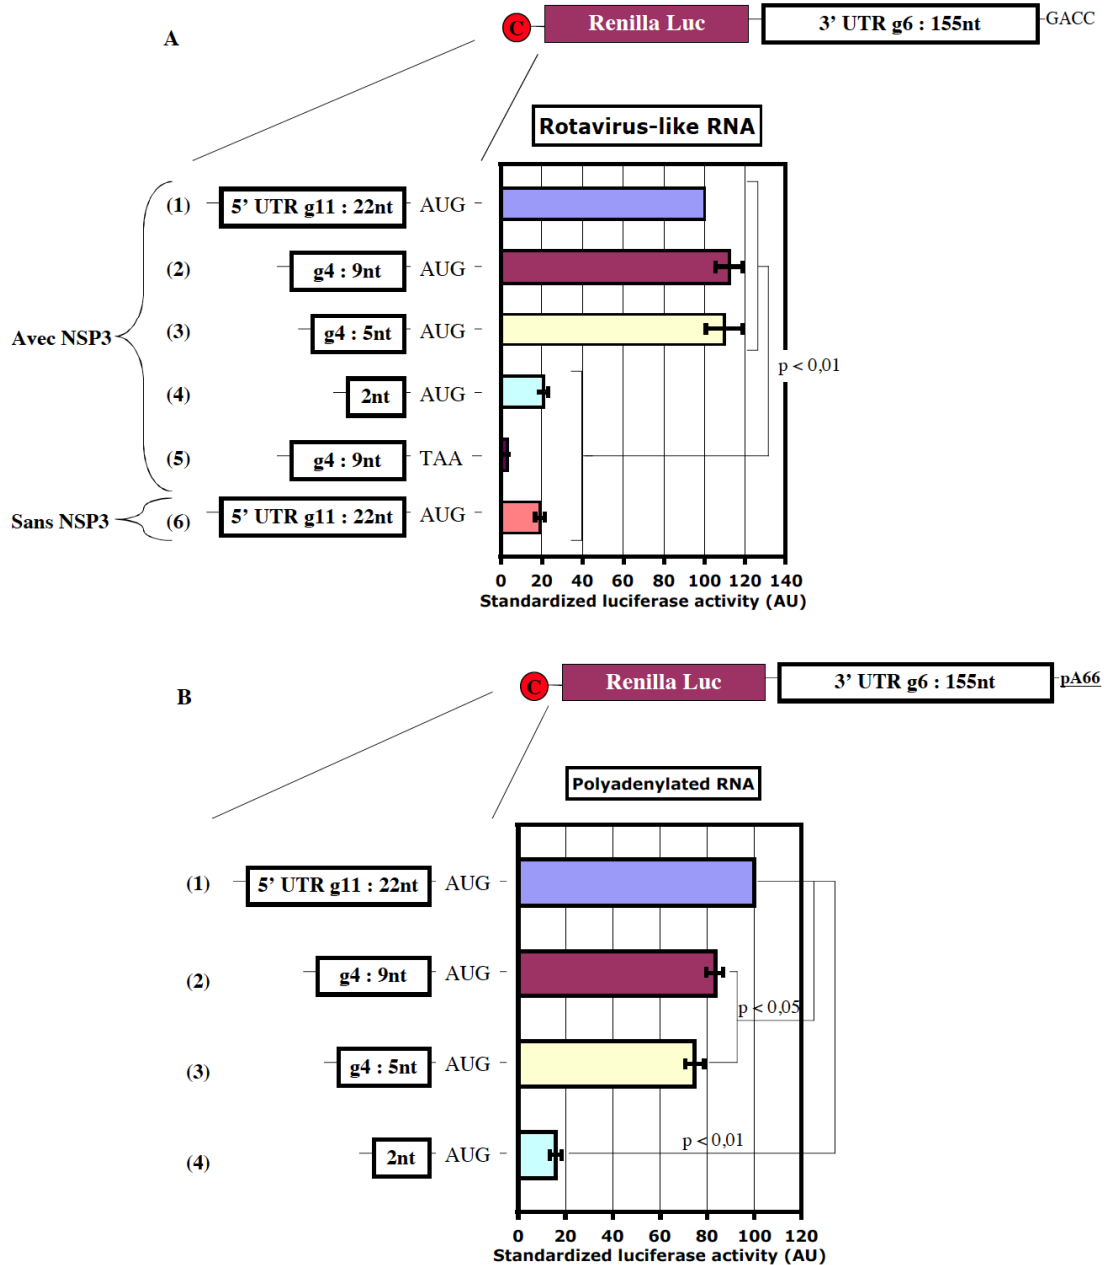 A
C
Renilla Luc
3' UTR g6 : 155nt
GACC
Rotavirus-like RNA
Avec NSP3
(1) 5' UTR g11 : 22nt AUG
(2) g4 : 9nt AUG
(3) g4 : 5nt AUG
(4) 2nt AUG
(5) g4 : 9nt TAA
Sans NSP3
(6) 5' UTR g11 : 22nt AUG
p < 0,01
0 20 40 60 80 100 120 140
Standardized luciferase activity (AU)
B
C
Renilla Luc
3' UTR g6 : 155nt
pA66
Polyadenylated RNA
(1) 5' UTR g11 : 22nt AUG
(2) g4 : 9nt AUG
p < 0,05
(3) g4 : 5nt AUG
p < 0,01
(4) 2nt AUG
0 20 40 60 80 100 120
Standardized luciferase activity (AU)